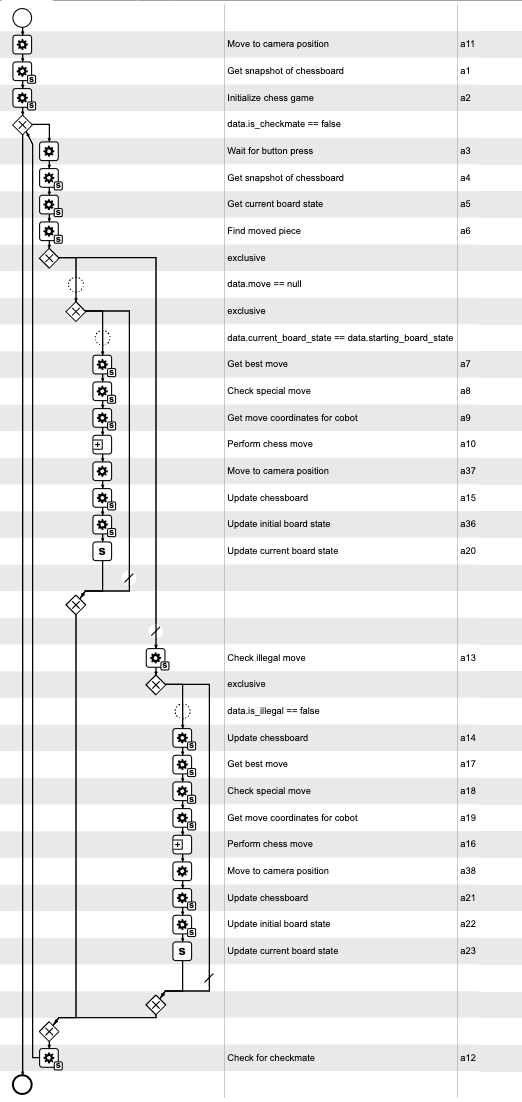 Move to camera position a11
S Get snapshot of chessboard a1
S Initialize chess game a2
data.is_checkmate == false
Wait for button press a3
S Get snapshot of chessboard a4
S Get current board state a5
S Find moved piece a6
exclusive
data.move == null
exclusive
data.current_board_state == data.starting_board_state
S Get best move a7
S Check special move a8
S Get move coordinates for cobot a9
Perform chess move a10
Move to camera position a37
S Update chessboard a15
S Update initial board state a36
S Update current board state a20
S Check illegal move a13
exclusive
data.is_illegal == false
S Update chessboard a14
S Get best move a17
S Check special move a18
S Get move coordinates for cobot a19
Perform chess move a16
Move to camera position a38
S Update chessboard a21
S Update initial board state a22
S Update current board state a23
S Check for checkmate a12